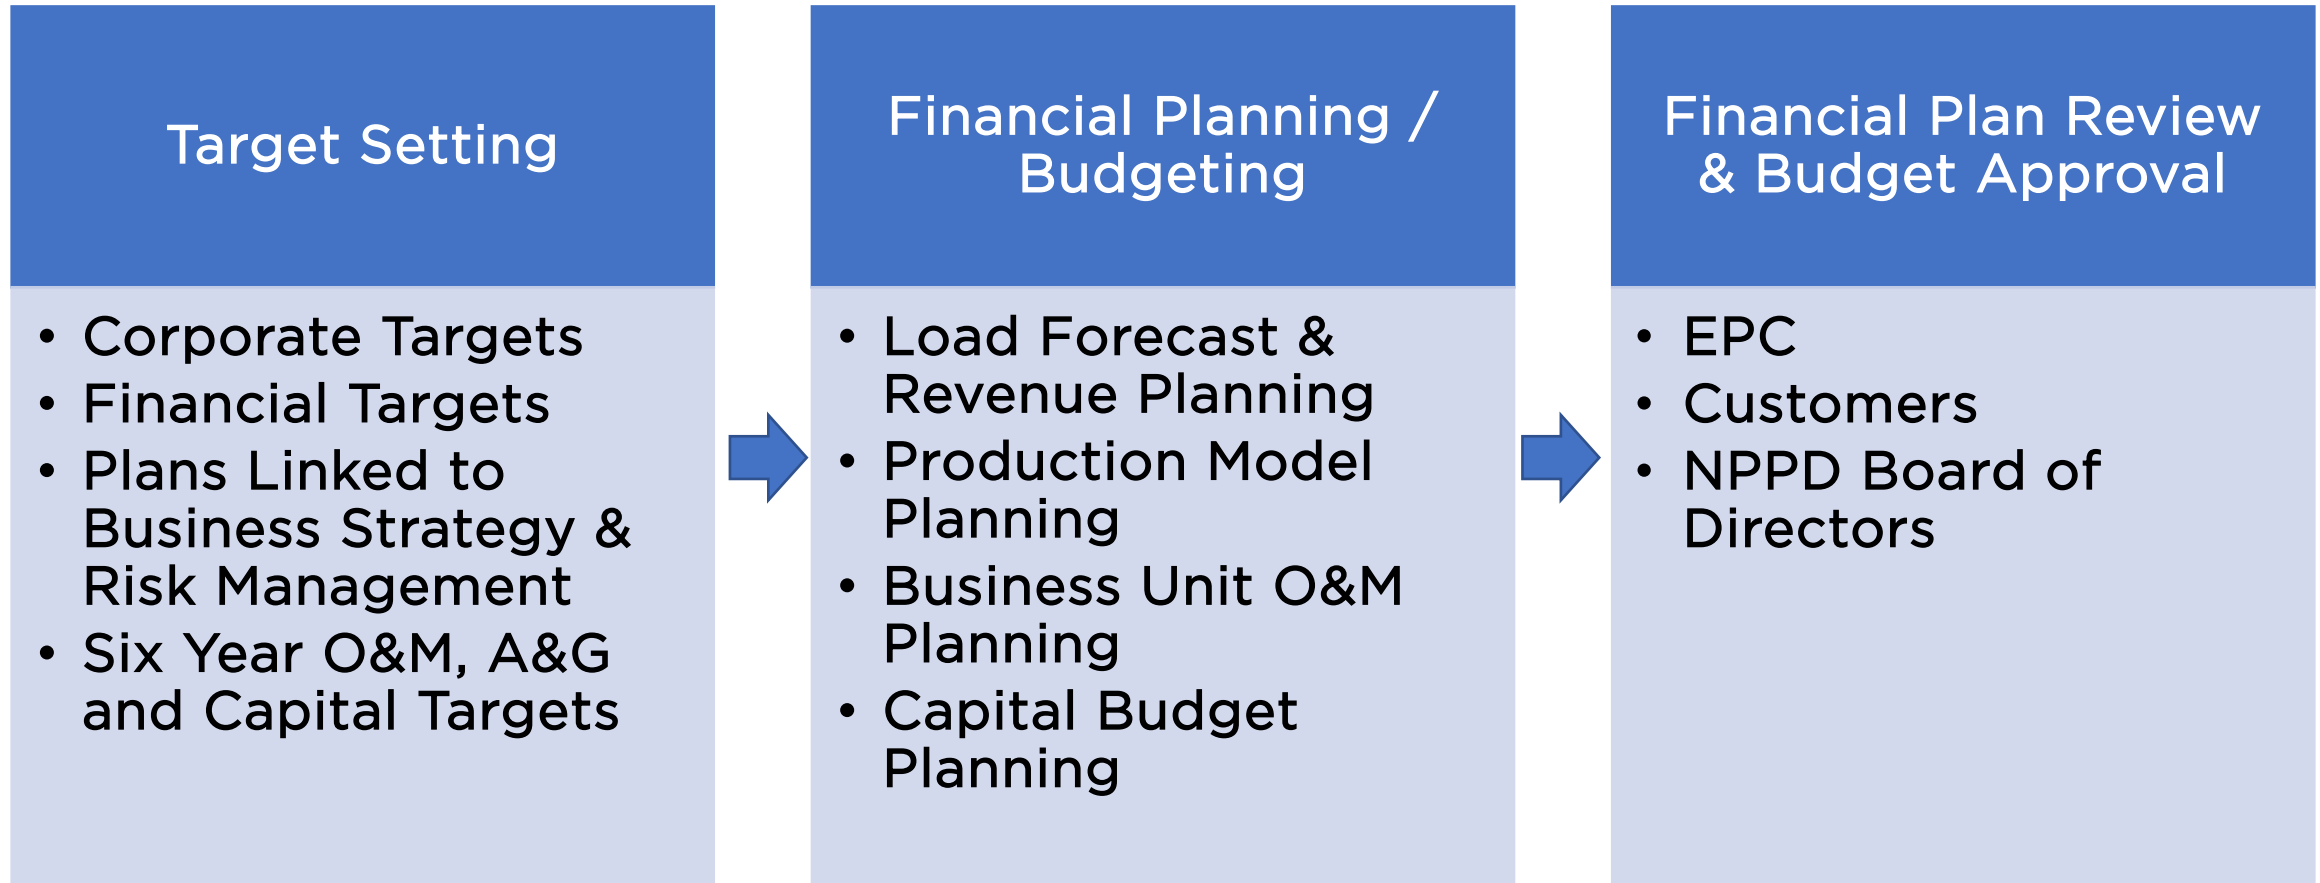 Target Setting
• Corporate Targets
• Financial Targets
• Plans Linked to
Business Strategy &
Risk Management
• Six Year O&M, A&G
and Capital Targets
Financial Planning /
Budgeting
• Load Forecast &
Revenue Planning
• Production Model
Planning
• Business Unit O&M
Planning
• Capital Budget
Planning
Financial Plan Review
& Budget Approval
• EPC
• Customers
• NPPD Board of
Directors